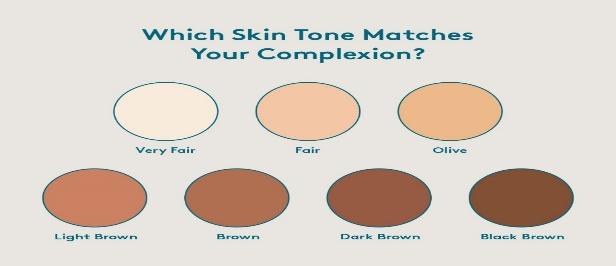 Which Skin Tone Matches
Your Complexion?
Very Fair Fair Olive
Light Brown Brown Dark Brown Black Brown